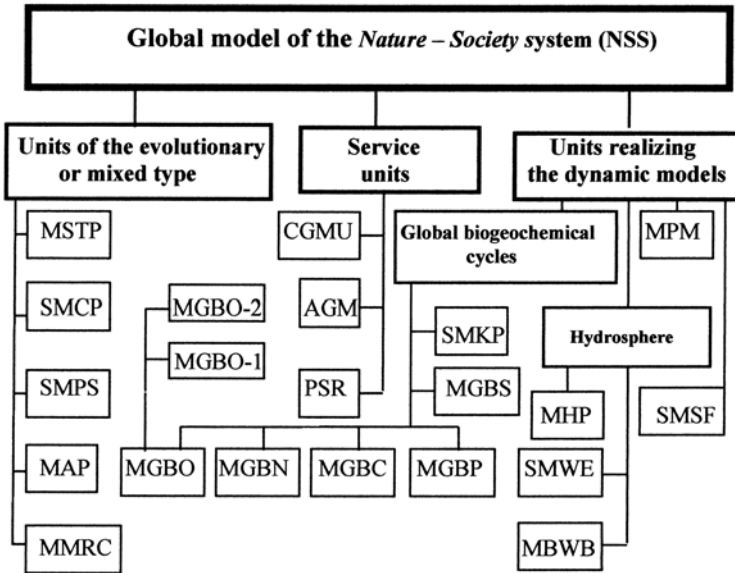 Global model of the Nature – Society system (NSS)
Units of the evolutionary
or mixed type
Service
units
Units realizing
the dynamic models
MSTP
CGMU
Global biogeochemical
cycles
MPM
SMCP
MGBO-2
AGM
SMKP
Hydrosphere
MGBO-1
SMPS
PSR
MGBS
MHP
SMSF
MAP
MGBO
MGBN
MGBC
MGBP
SMWE
MMRC
MBWB